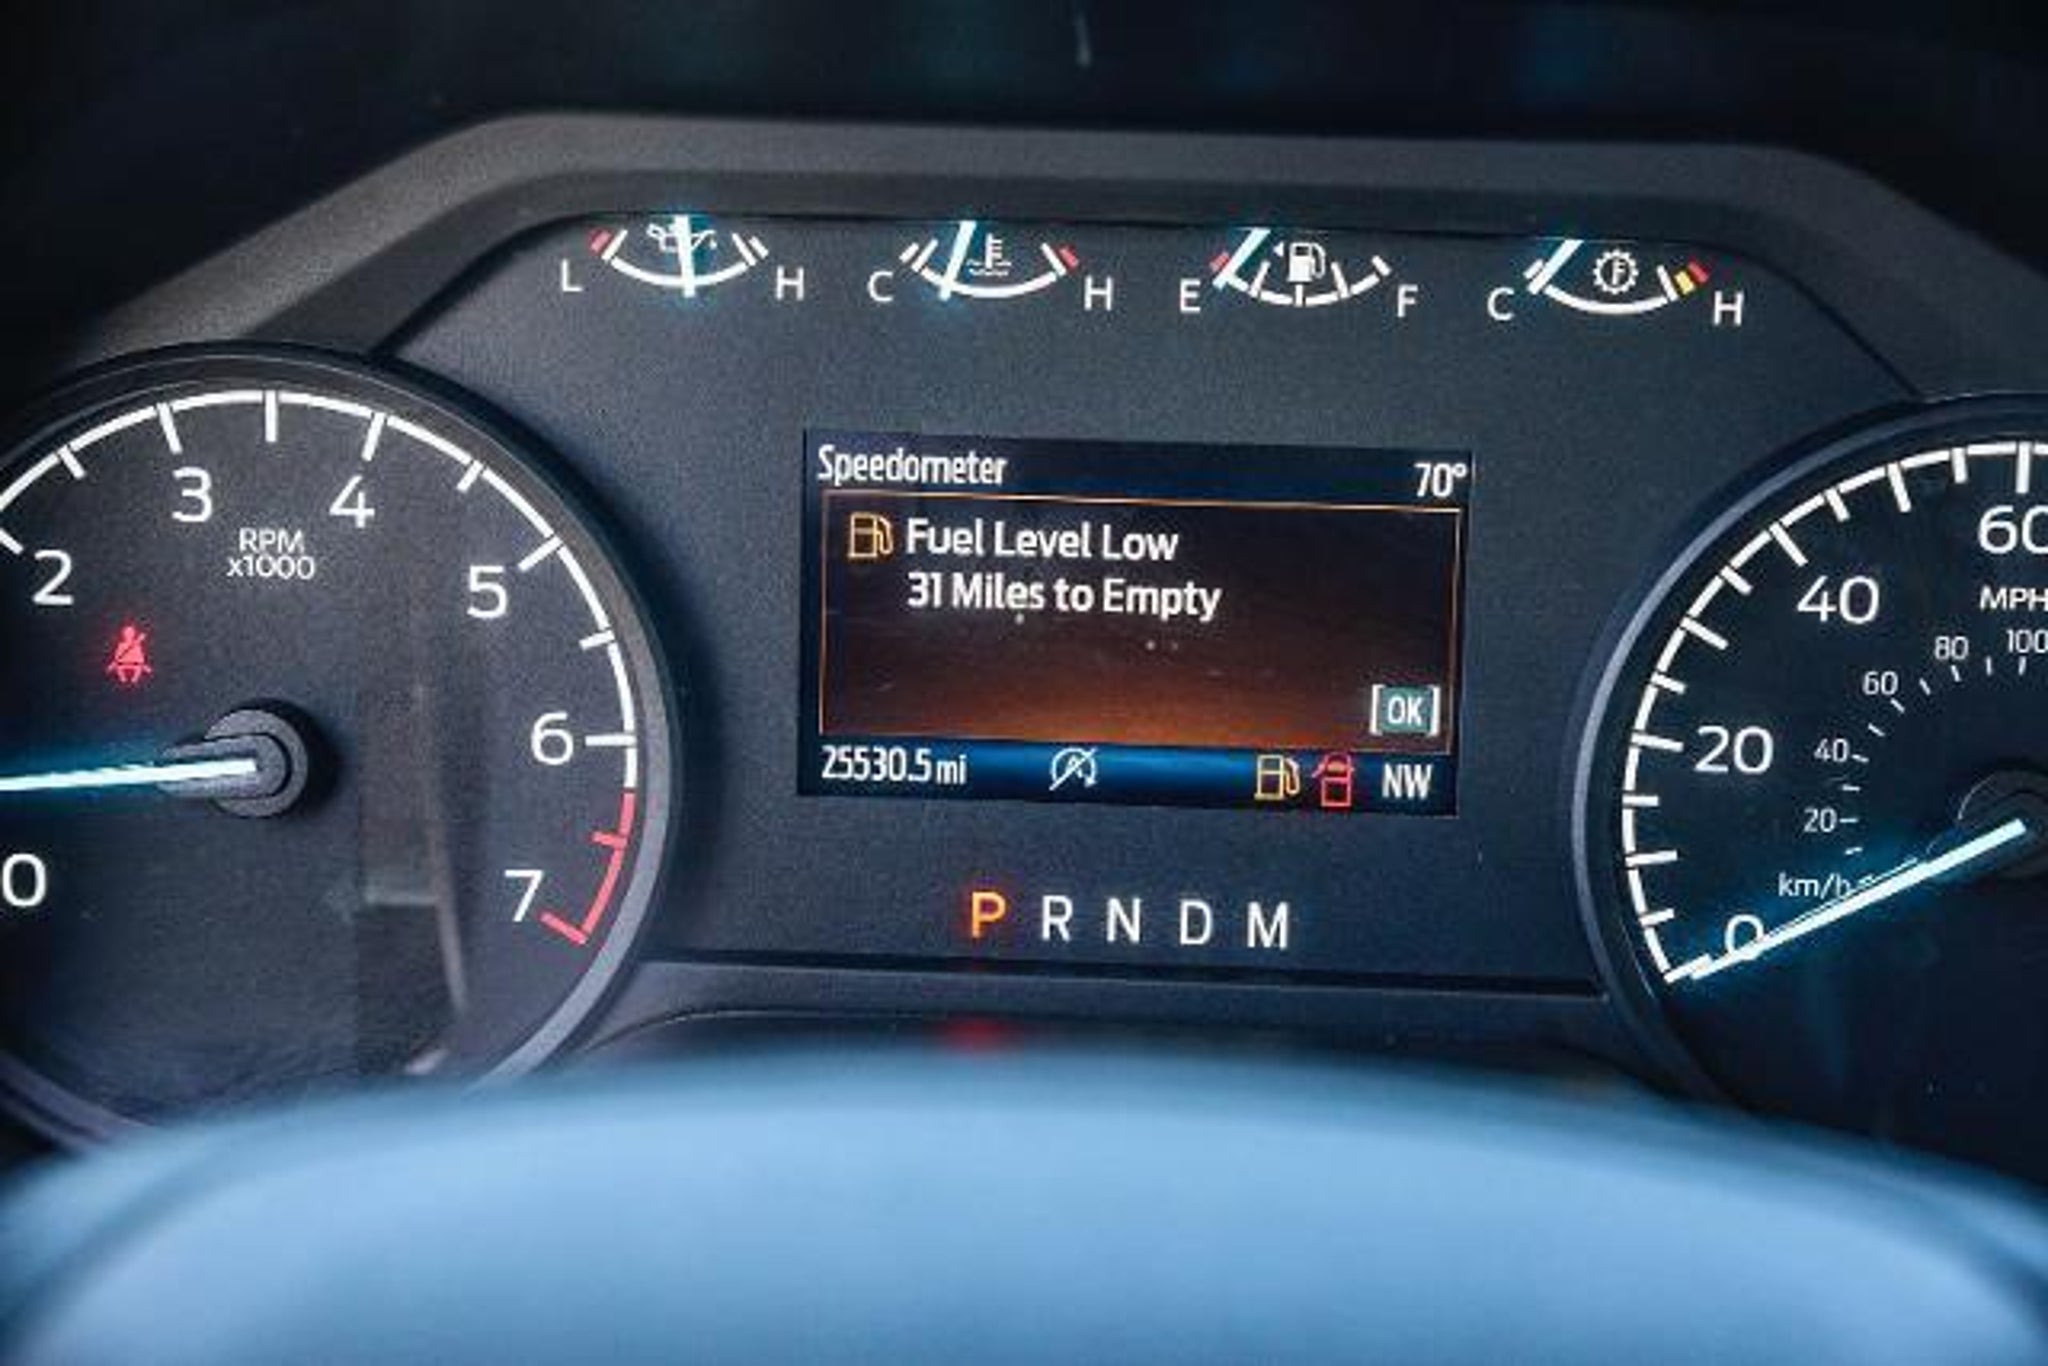 L H C H E F C F H
Speedometer 70°
Fuel Level Low
31 Miles to Empty
[OK]
25530.5 mi A NW
P R N D M
0 2 3 4 5 6 7
RPM
x1000
0 20 40 60
MPH
km/h 20 40 60 80 100